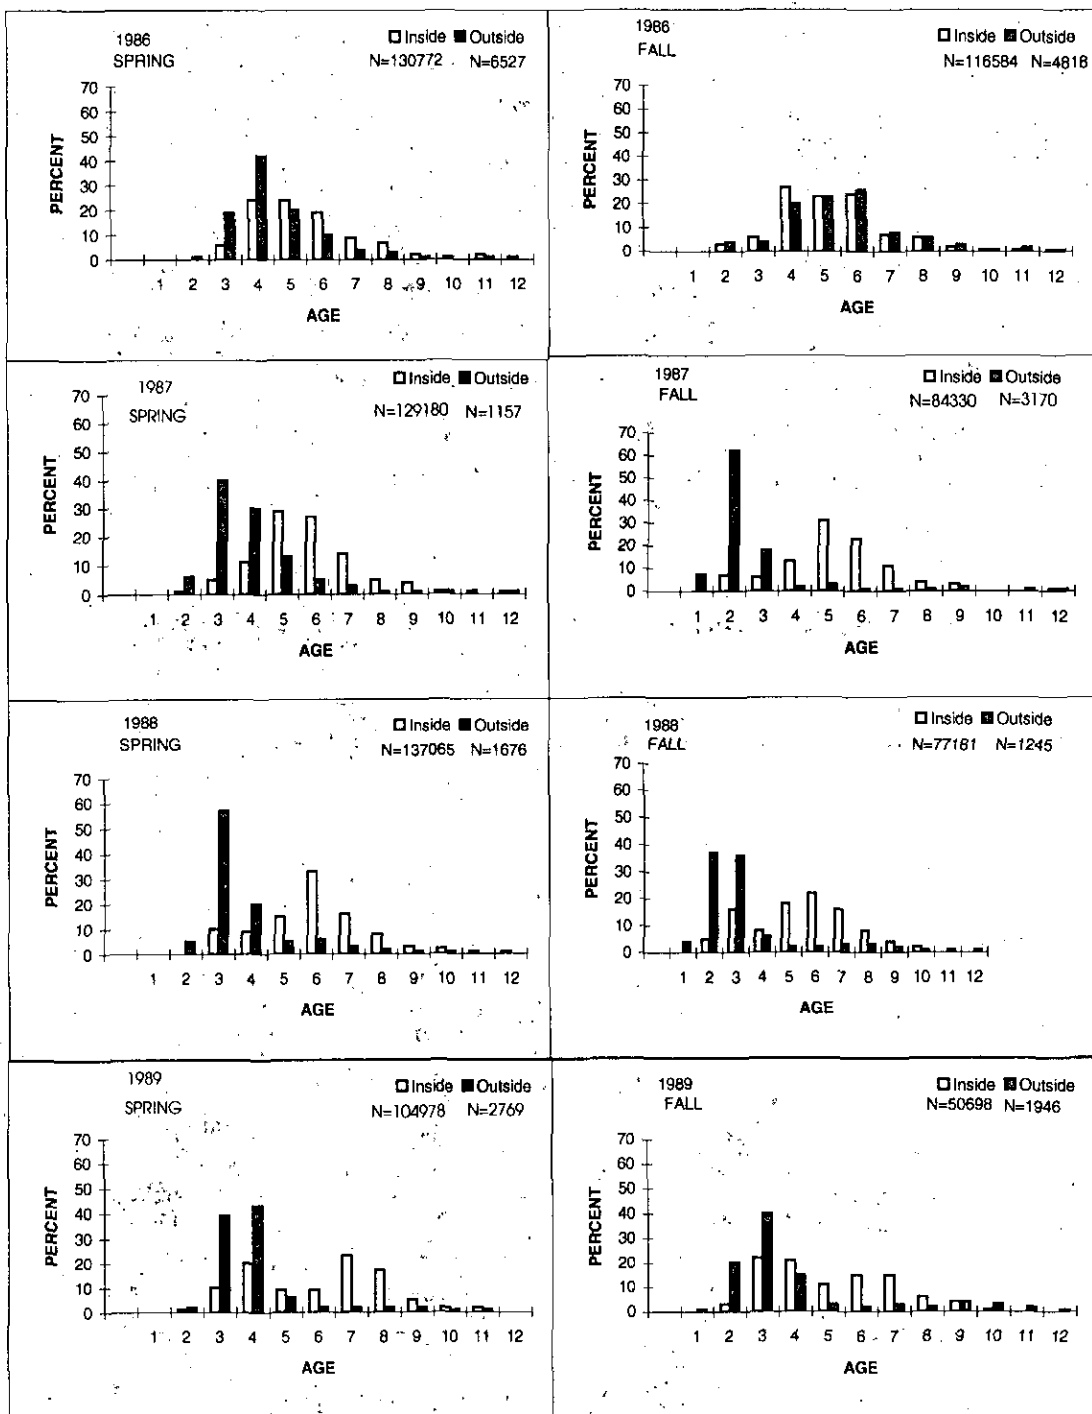 1986
SPRING
Inside Outside
N=130772 N=6527
70
60
50
40
30
20
10
0
PERCENT
1 2 3 4 5 6 7 8 9 10 11 12
AGE
1986
FALL
Inside Outside
N=116584 N=4818
70
60
50
40
30
20
10
0
PERCENT
1 2 3 4 5 6 7 8 9 10 11 12
AGE
1987
SPRING
Inside Outside
N=129180 N=1157
70
60
50
40
30
20
10
0
PERCENT
1 2 3 4 5 6 7 8 9 10 11 12
AGE
1987
FALL
Inside Outside
N=84330 N=3170
70
60
50
40
30
20
10
0
PERCENT
1 2 3 4 5 6 7 8 9 10 11 12
AGE
1988
SPRING
Inside Outside
N=137065 N=1676
70
60
50
40
30
20
10
0
PERCENT
1 2 3 4 5 6 7 8 9 10 11 12
AGE
1988
FALL
Inside Outside
N=77181 N=1245
70
60
50
40
30
20
10
0
PERCENT
1 2 3 4 5 6 7 8 9 10 11 12
AGE
1989
SPRING
Inside Outside
N=104978 N=2769
70
60
50
40
30
20
10
0
PERCENT
1 2 3 4 5 6 7 8 9 10 11 12
AGE
1989
FALL
Inside Outside
N=50698 N=1946
70
60
50
40
30
20
10
0
PERCENT
1 2 3 4 5 6 7 8 9 10 11 12
AGE